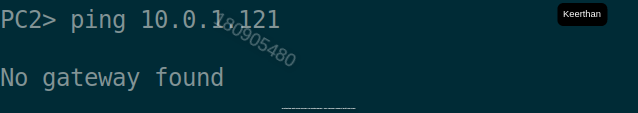 PC2> ping 10.0.1.121
Keerthan
180905480
No gateway found